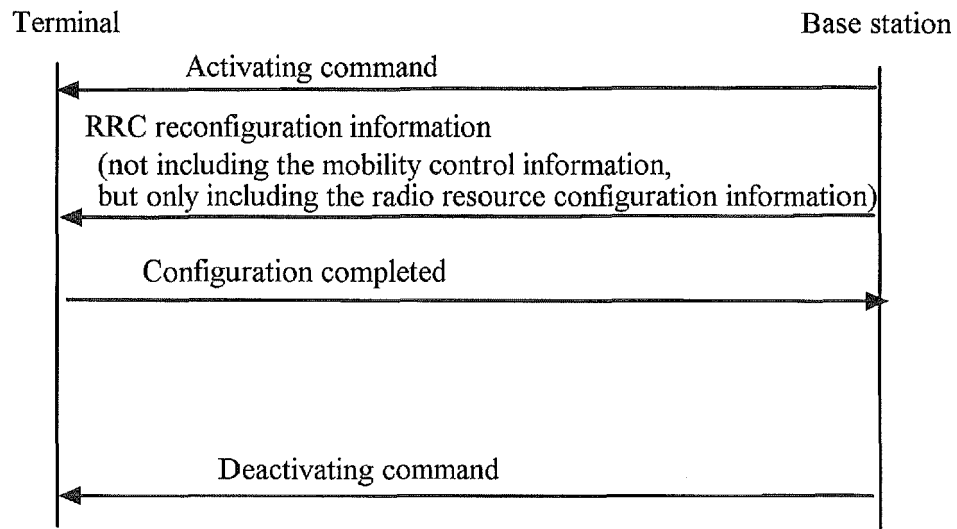 Terminal
Base station
Activating command
RRC reconfiguration information
(not including the mobility control information,
but only including the radio resource configuration information)
Configuration completed
Deactivating command